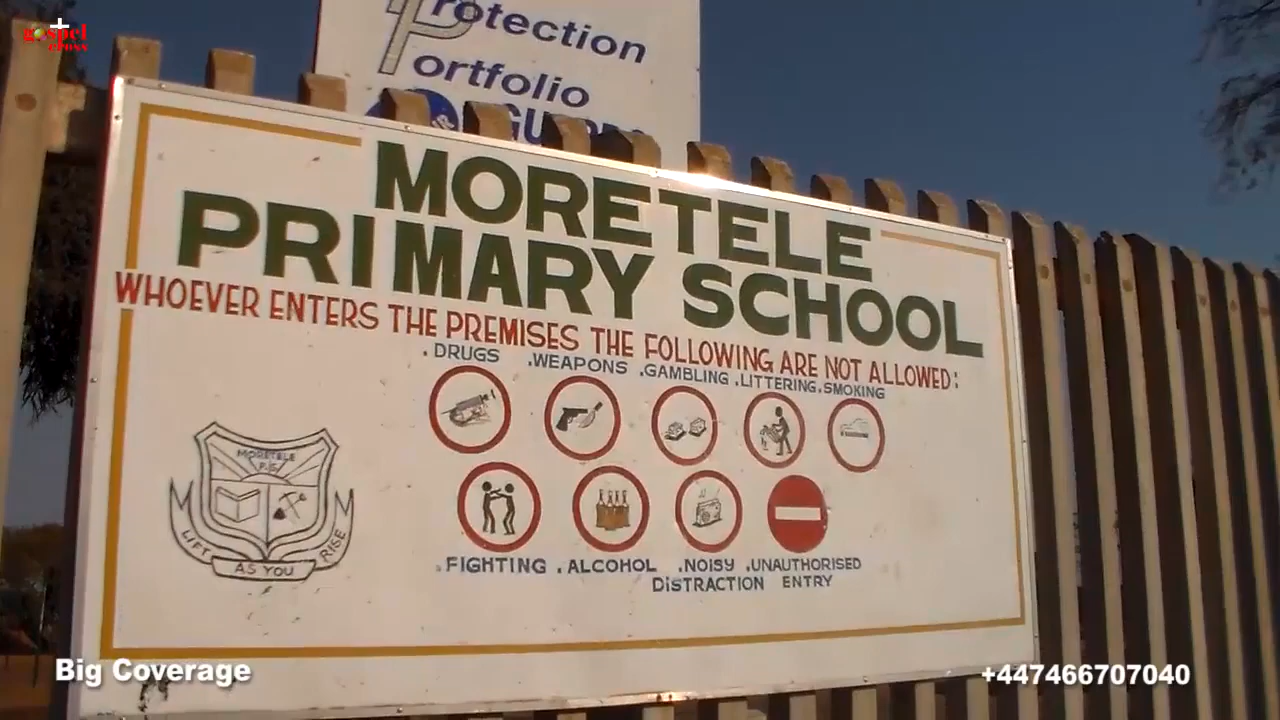 gospel
cross
Protection
Portfolio
MORETELE
PRIMARY SCHOOL
WHOEVER ENTERS THE PREMISES THE FOLLOWING ARE NOT ALLOWED:
.DRUGS .WEAPONS .GAMBLING .LITTERING .SMOKING
MORETELE
P.S
LIFT AS YOU RISE
.FIGHTING .ALCOHOL .NOISY .UNAUTHORISED
DISTRACTION ENTRY
Big Coverage
+447466707040